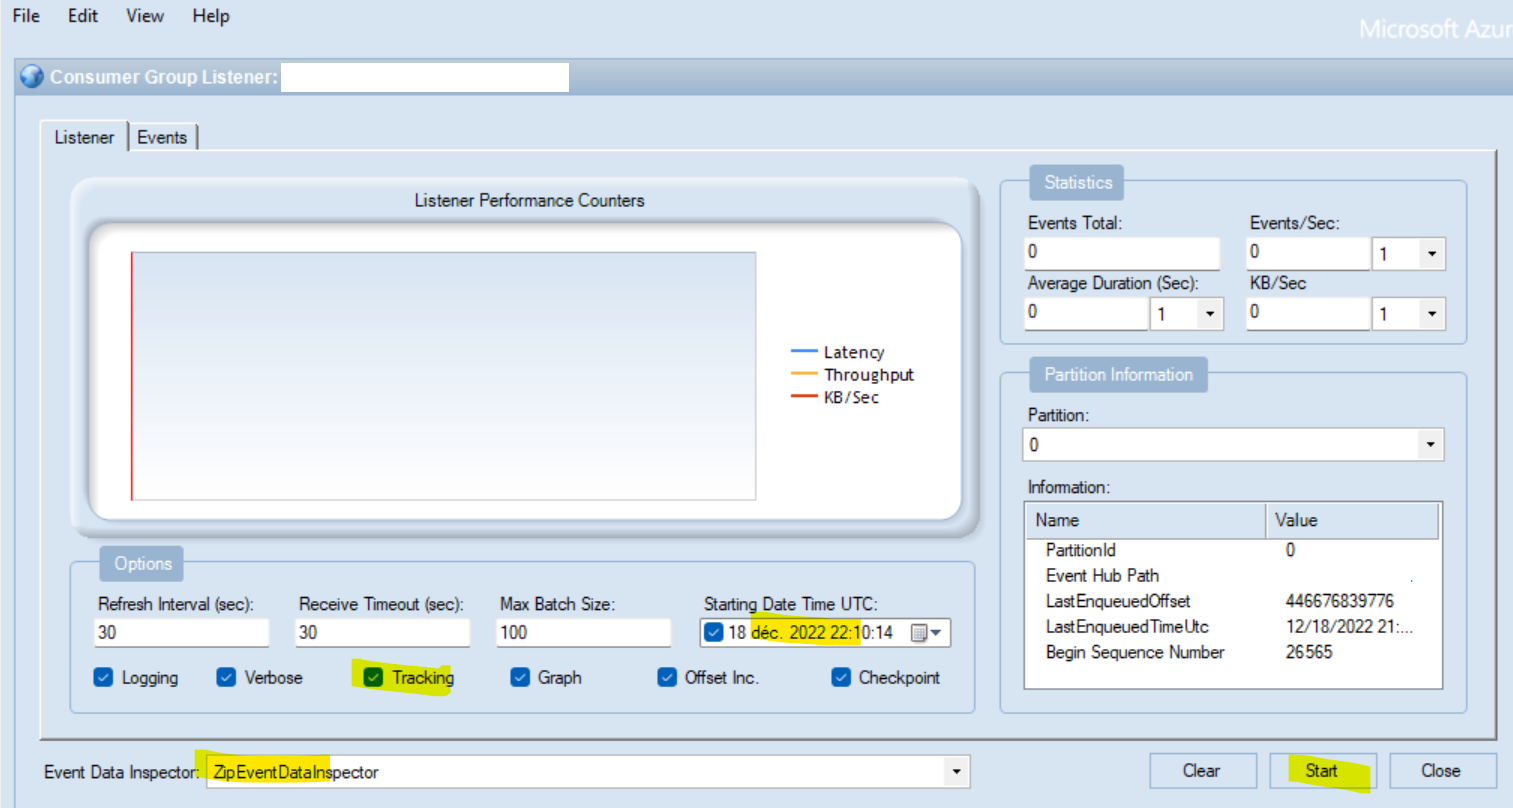 File Edit View Help
Microsoft Azur
Consumer Group Listener:
Listener Events
Listener Performance Counters
Latency
Throughput
KB/Sec
Statistics
Events Total: Events/Sec:
0 0 1
Average Duration (Sec): KB/Sec
0 1 0 1
Partition Information
Partition:
0
Information:
Name Value
PartitionId 0
Event Hub Path .
LastEnqueuedOffset 446676839776
LastEnqueuedTimeUtc 12/18/2022 21:...
Begin Sequence Number 26565
Options
Refresh Interval (sec): Receive Timeout (sec): Max Batch Size: Starting Date Time UTC:
30 30 100 18 déc. 2022 22:10:14
Logging Verbose Tracking Graph Offset Inc. Checkpoint
Event Data Inspector: ZipEventDataInspector
Clear Start Close